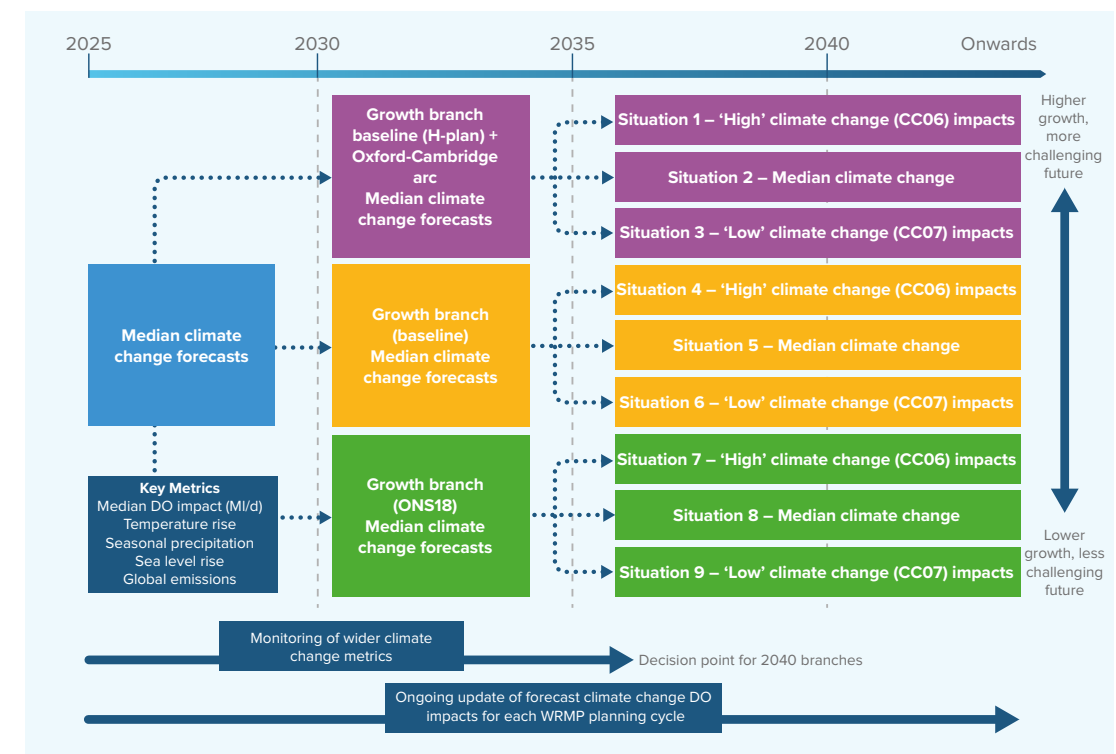 2025
2030
2035
2040
Onwards
Growth branch
baseline (H-plan) +
Oxford-Cambridge
arc
Median climate
change forecasts
Situation 1 – ‘High’ climate change (CC06) impacts
Situation 2 – Median climate change
Situation 3 – ‘Low’ climate change (CC07) impacts
Higher
growth,
more
challenging
future
Median climate
change forecasts
Growth branch
(baseline)
Median climate
change forecasts
Situation 4 – ‘High’ climate change (CC06) impacts
Situation 5 – Median climate change
Situation 6 – ‘Low’ climate change (CC07) impacts
Key Metrics
Median DO impact (Ml/d)
Temperature rise
Seasonal precipitation
Sea level rise
Global emissions
Growth branch
(ONS18)
Median climate
change forecasts
Situation 7 – ‘High’ climate change (CC06) impacts
Situation 8 – Median climate change
Situation 9 – ‘Low’ climate change (CC07) impacts
Lower
growth, less
challenging
future
Monitoring of wider climate
change metrics
Decision point for 2040 branches
Ongoing update of forecast climate change DO
impacts for each WRMP planning cycle